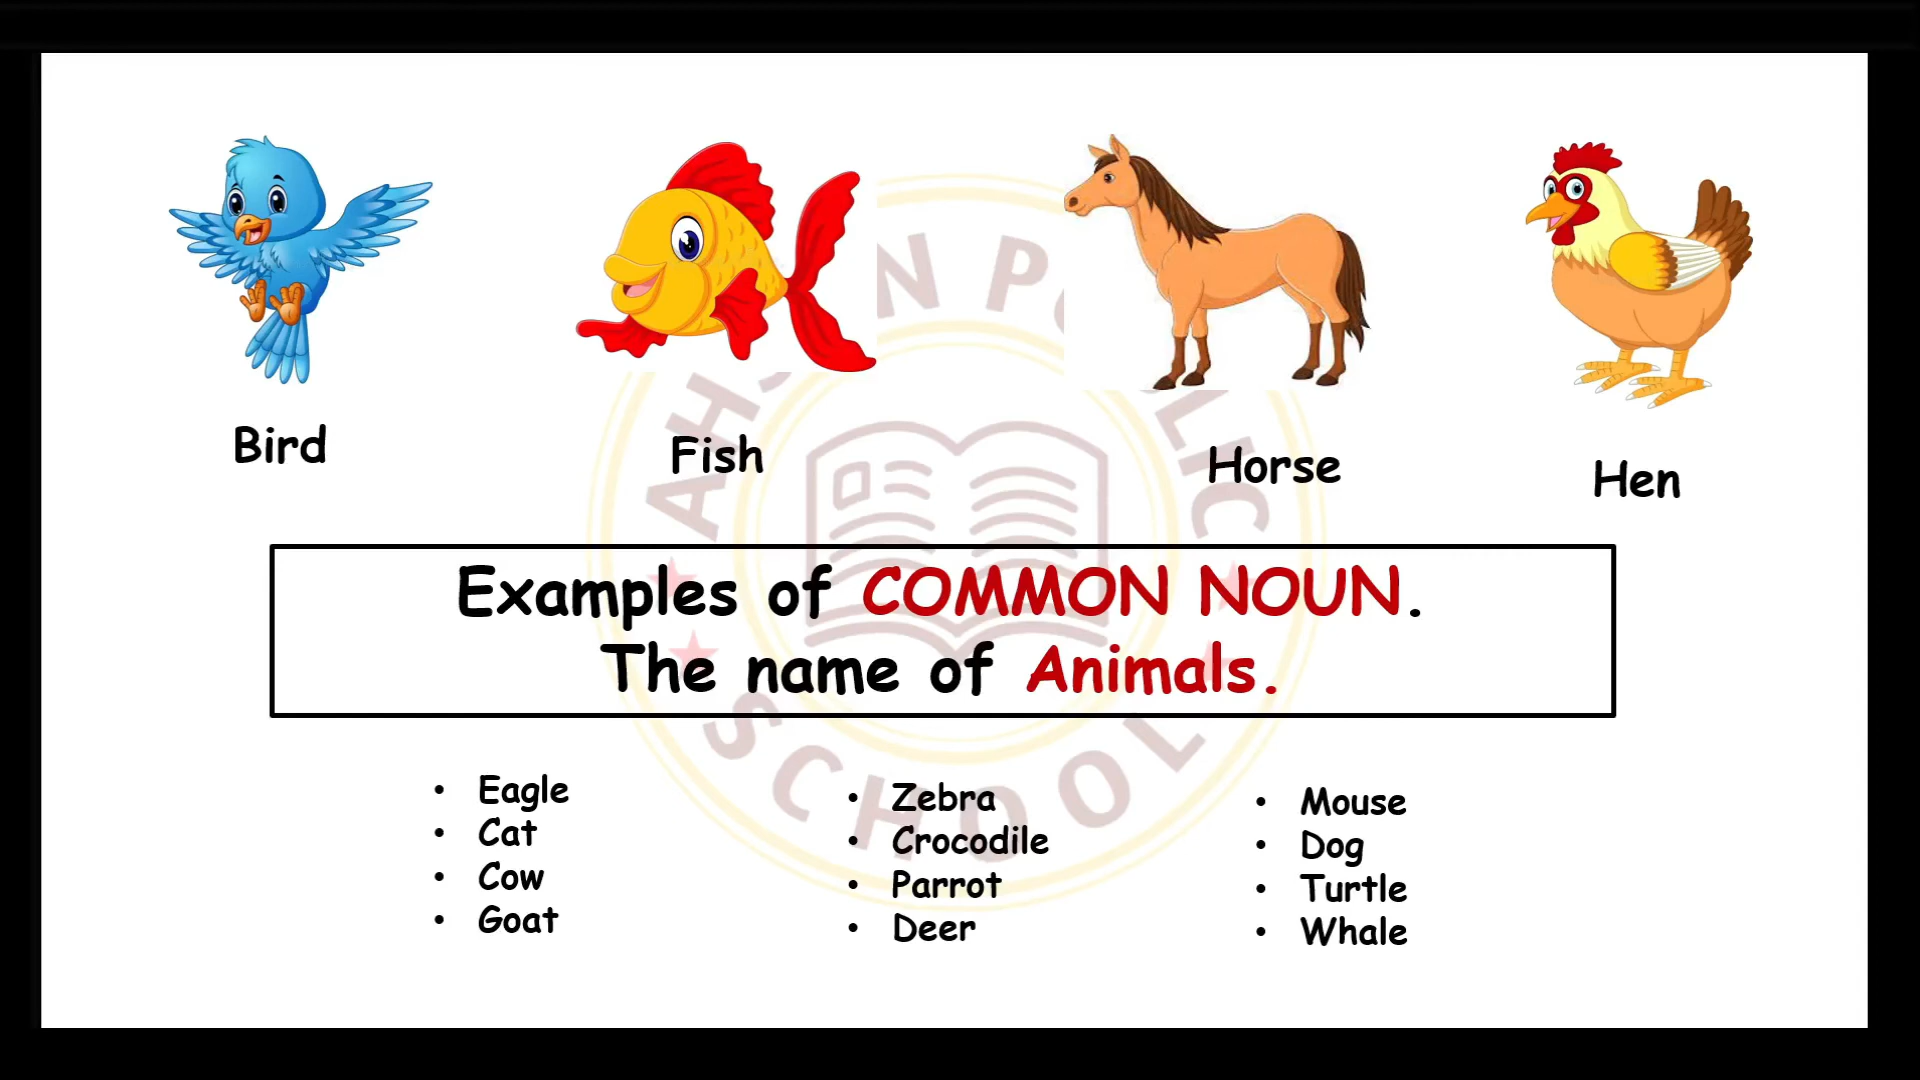 Bird
Fish
Horse
Hen
Examples of COMMON NOUN.
The name of Animals.
• Eagle
• Cat
• Cow
• Goat
• Zebra
• Crocodile
• Parrot
• Deer
• Mouse
• Dog
• Turtle
• Whale
SCHOOL